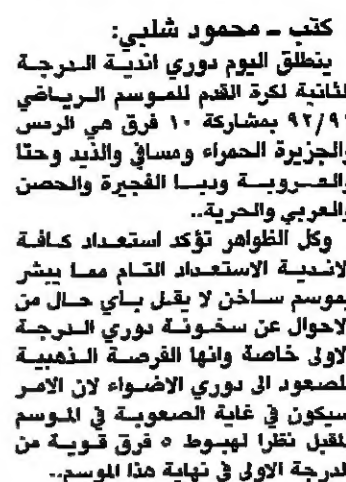 كتب ــ محمود شلبي:
ينطلق اليوم دوري اندية الدرجة
الثانية لكرة القدم للموسم الرياضي
٩٢/٩١ بمشاركة ١٠ فرق هي الرمس
والجزيرة الحمراء ومسافي والذيد وحتا
والعروبة ودبا الفجيرة والحصن
والعربي والحرية..
وكل الظواهر تؤكد استعداد كافة
الاندية الاستعداد التام مما يبشر
بموسم ساخن لا يقل باي حال من
الاحوال عن سخونة دوري الدرجة
الاولى خاصة وانها الفرصة الذهبية
للصعود الى دوري الاضواء لان الامر
سيكون في غاية الصعوبة في الموسم
المقبل نظرا لهبوط ٥ فرق قوية من
الدرجة الاولى في نهاية هذا الموسم..